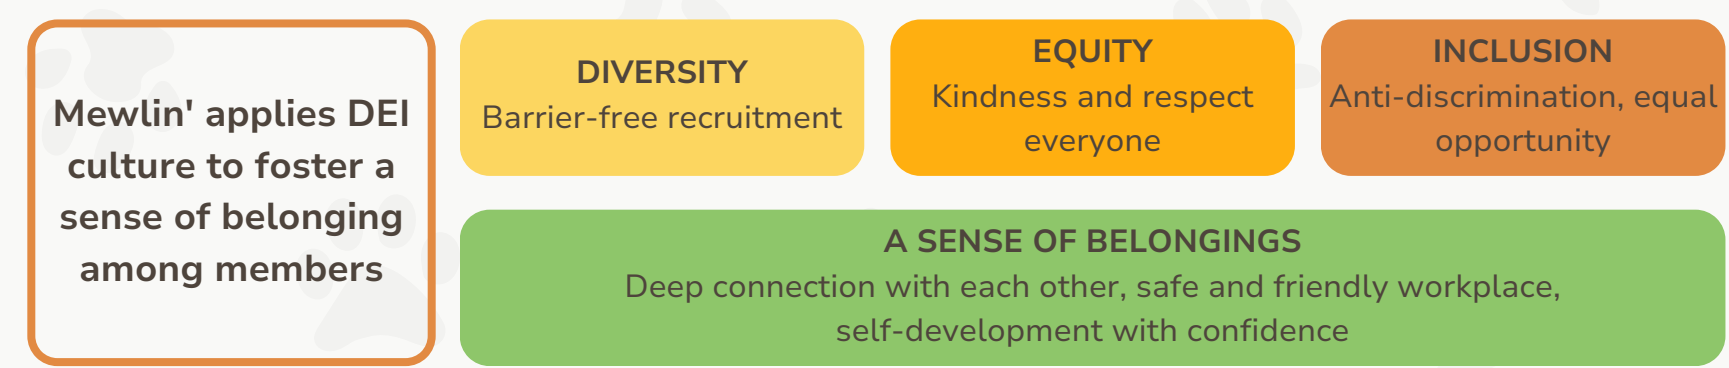 Mewlin' applies DEI
culture to foster a
sense of belonging
among members
DIVERSITY
Barrier-free recruitment
EQUITY
Kindness and respect
everyone
INCLUSION
Anti-discrimination, equal
opportunity
A SENSE OF BELONGINGS
Deep connection with each other, safe and friendly workplace,
self-development with confidence